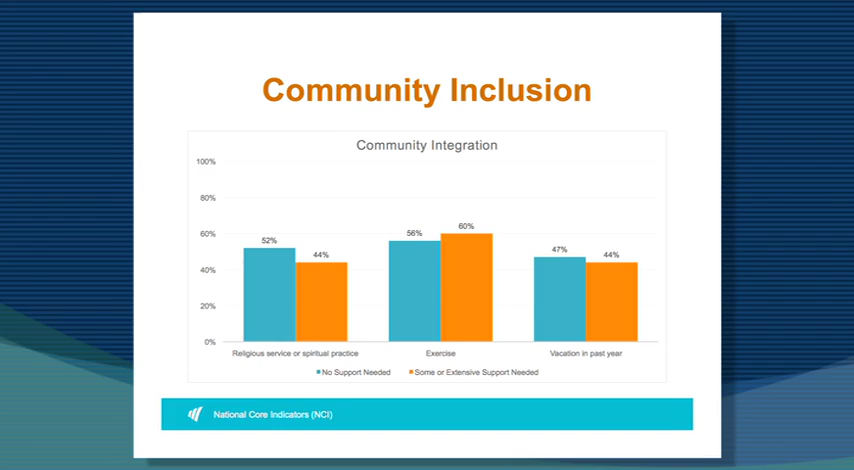 Community Inclusion
Community Integration
100%
80%
60%
40%
20%
0%
52%
44%
56%
60%
47%
44%
Religious service or spiritual practice
Exercise
Vacation in past year
No Support Needed
Some or Extensive Support Needed
National Core Indicators (NCI)